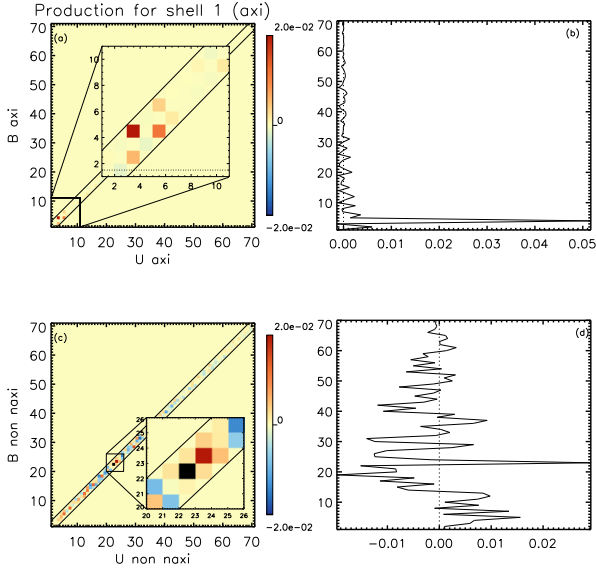 Production for shell 1 (axi)
(a)
70
60
50
40
30
20
10
B axi
10
8
6
4
2
2 4 6 8 10
10 20 30 40 50 60 70
U axi
2.0e-02
0
-2.0e-02
(b)
70
60
50
40
30
20
10
0.00 0.01 0.02 0.03 0.04 0.05
(c)
70
60
50
40
30
20
10
B non naxi
26
25
24
23
22
21
20
20 21 22 23 24 25 26
10 20 30 40 50 60 70
U non naxi
2.0e-02
0
-2.0e-02
(d)
70
60
50
40
30
20
10
-0.01 0.00 0.01 0.02